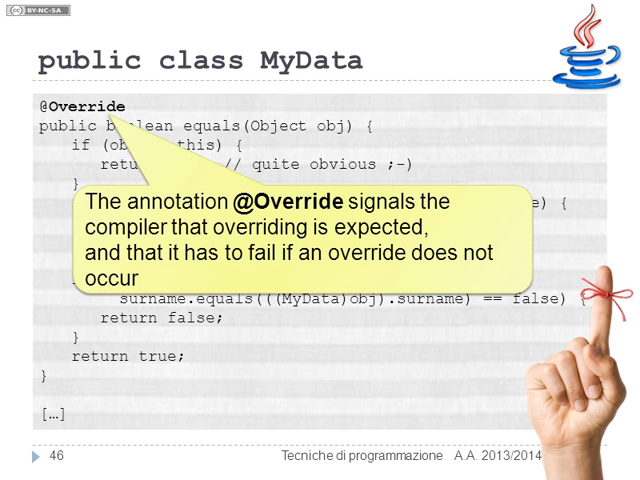 BY-NC-SA
public class MyData
@Override
public boolean equals(Object obj) {
if (ob this) {
retu // quite obvious ;-)
}
e) {
The annotation @Override signals the
compiler that overriding is expected,
and that it has to fail if an override does not
occur
surname.equals(((MyData)obj).surname) == false) {
return false;
}
return true;
}
[…]
46 Tecniche di programmazione A.A. 2013/2014